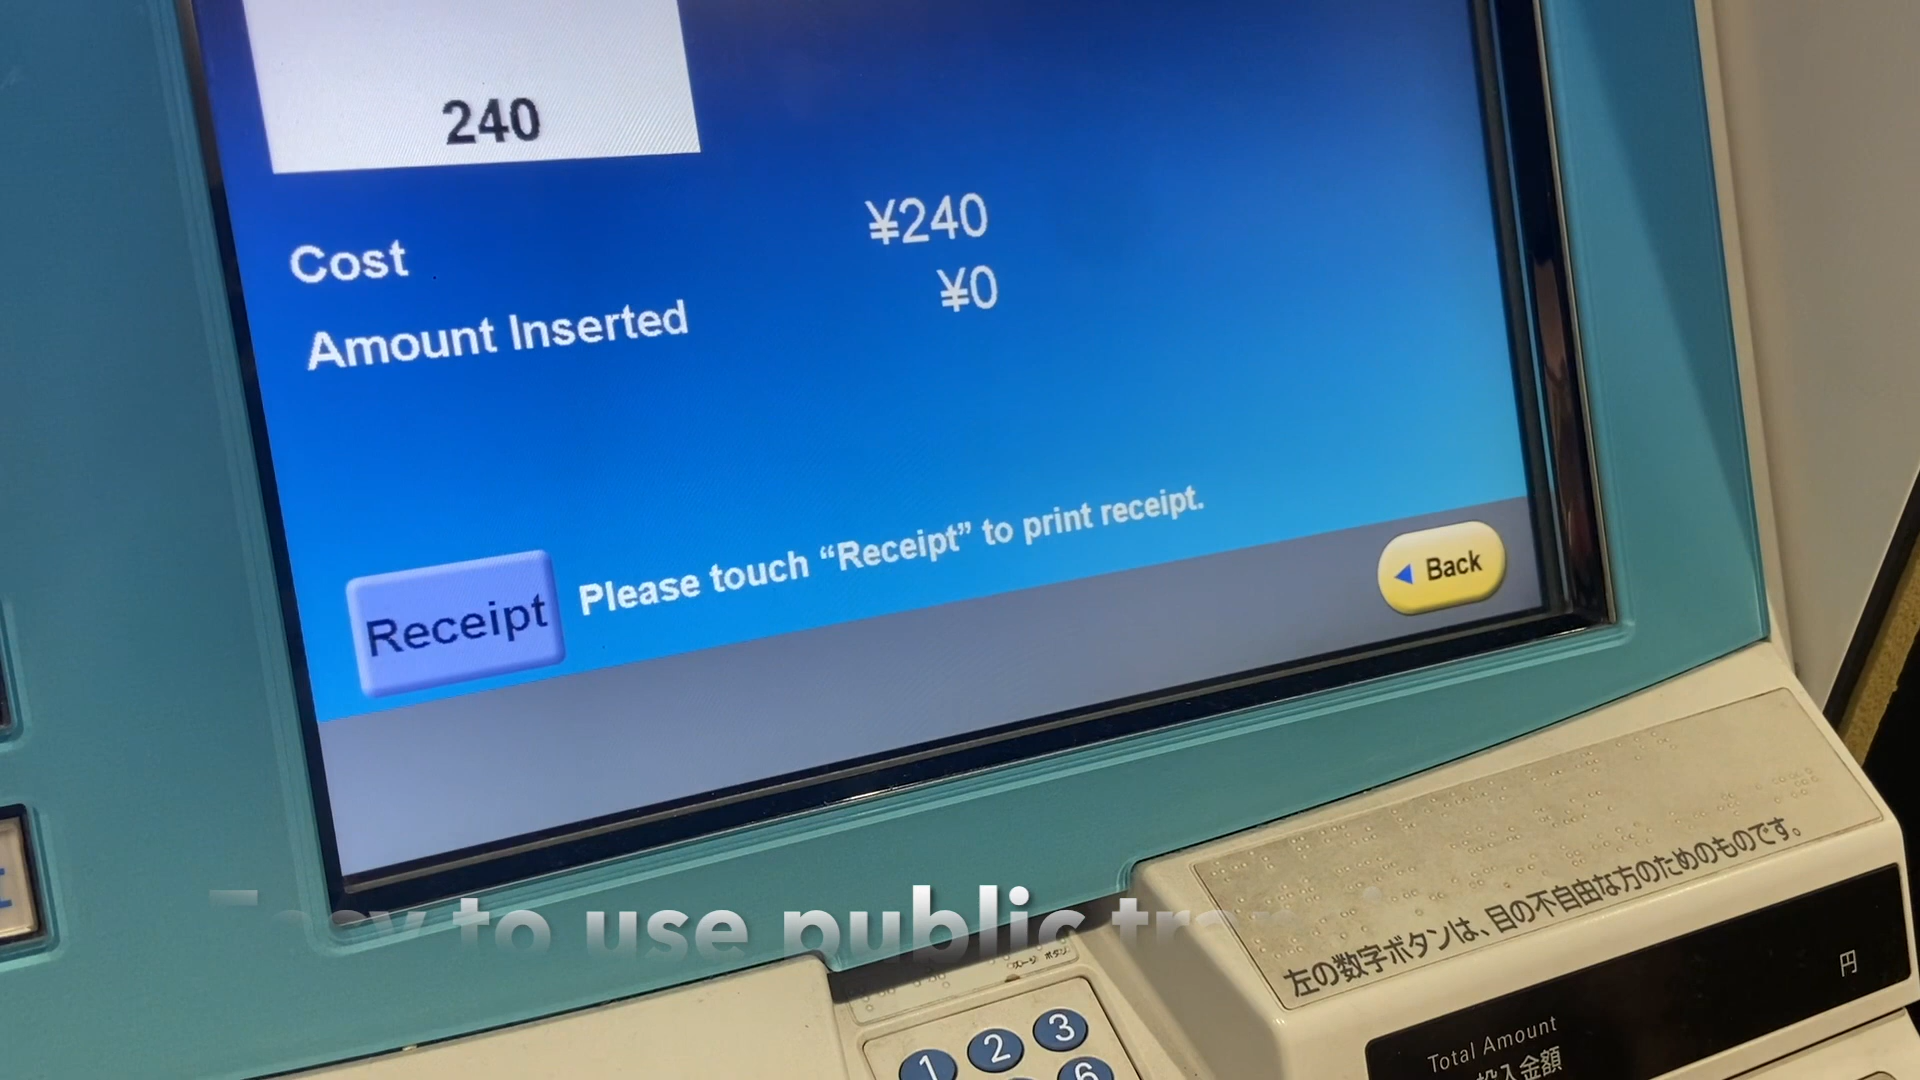 240
Cost ¥240
Amount Inserted ¥0
Receipt
Please touch “Receipt” to print receipt.
Back
Easy to use public
左の数字ボタンは、目の不自由な方のためのものです。
円
Total Amount
投入金額
1 2 3
6